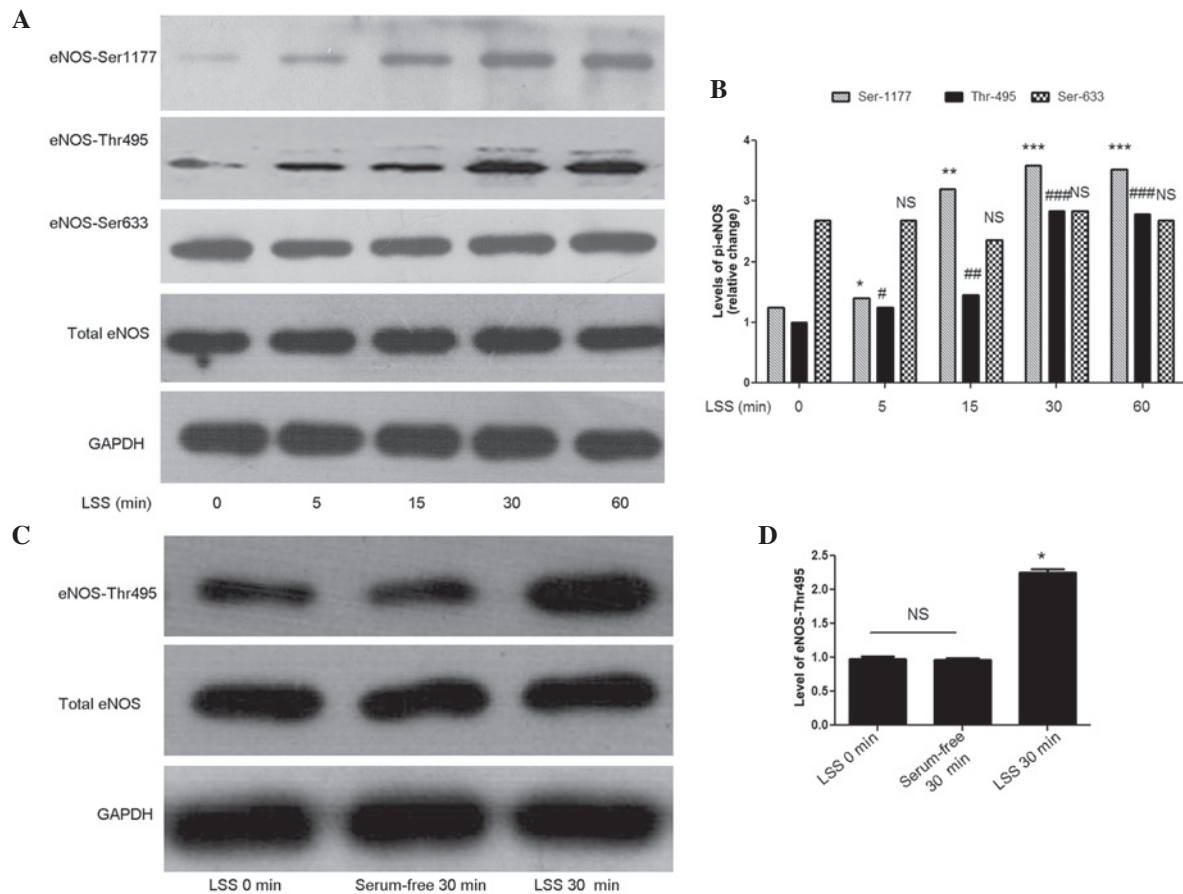 A
eNOS-Ser1177
eNOS-Thr495
eNOS-Ser633
Total eNOS
GAPDH
LSS (min) 0 5 15 30 60
B
Ser-1177 Thr-495 Ser-633
Levels of pi-eNOS
(relative change)
4
3
2
1
0
* # NS
** ## NS
*** ### NS
*** ### NS
LSS (min) 0 5 15 30 60
C
eNOS-Thr495
Total eNOS
GAPDH
LSS 0 min Serum-free 30 min LSS 30 min
D
Level of eNOS-Thr495
2.5
2.0
1.5
1.0
0.5
0.0
NS
*
LSS 0 min
Serum-free
30 min
LSS 30 min